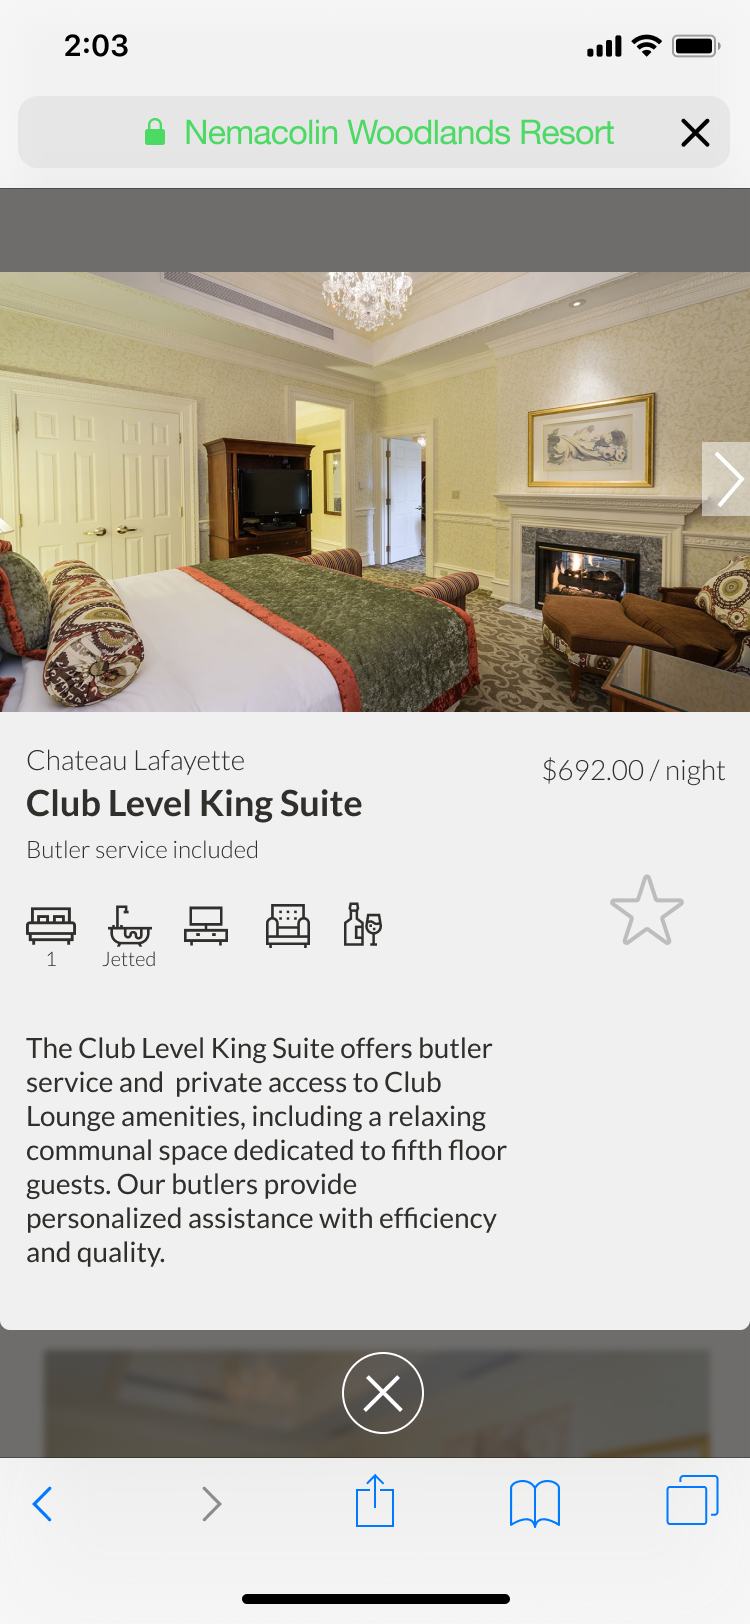 2:03
Nemacolin Woodlands Resort
Chateau Lafayette
$692.00 / night
Club Level King Suite
Butler service included
1
Jetted
The Club Level King Suite offers butler
service and  private access to Club
Lounge amenities, including a relaxing
communal space dedicated to fifth floor
guests. Our butlers provide
personalized assistance with efficiency
and quality.